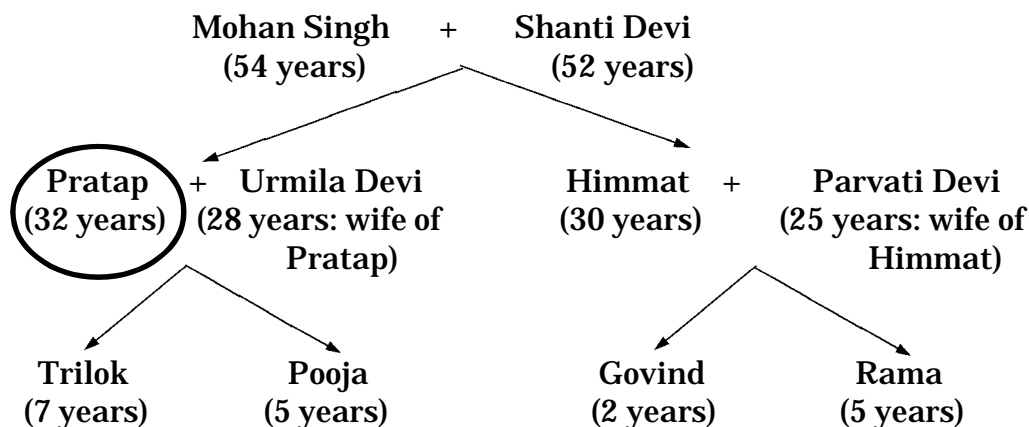 Mohan Singh + Shanti Devi
(54 years) (52 years)
Pratap + Urmila Devi Himmat + Parvati Devi
(32 years) (28 years: wife of (30 years) (25 years: wife of
Pratap) Himmat)
Trilok Pooja Govind Rama
(7 years) (5 years) (2 years) (5 years)